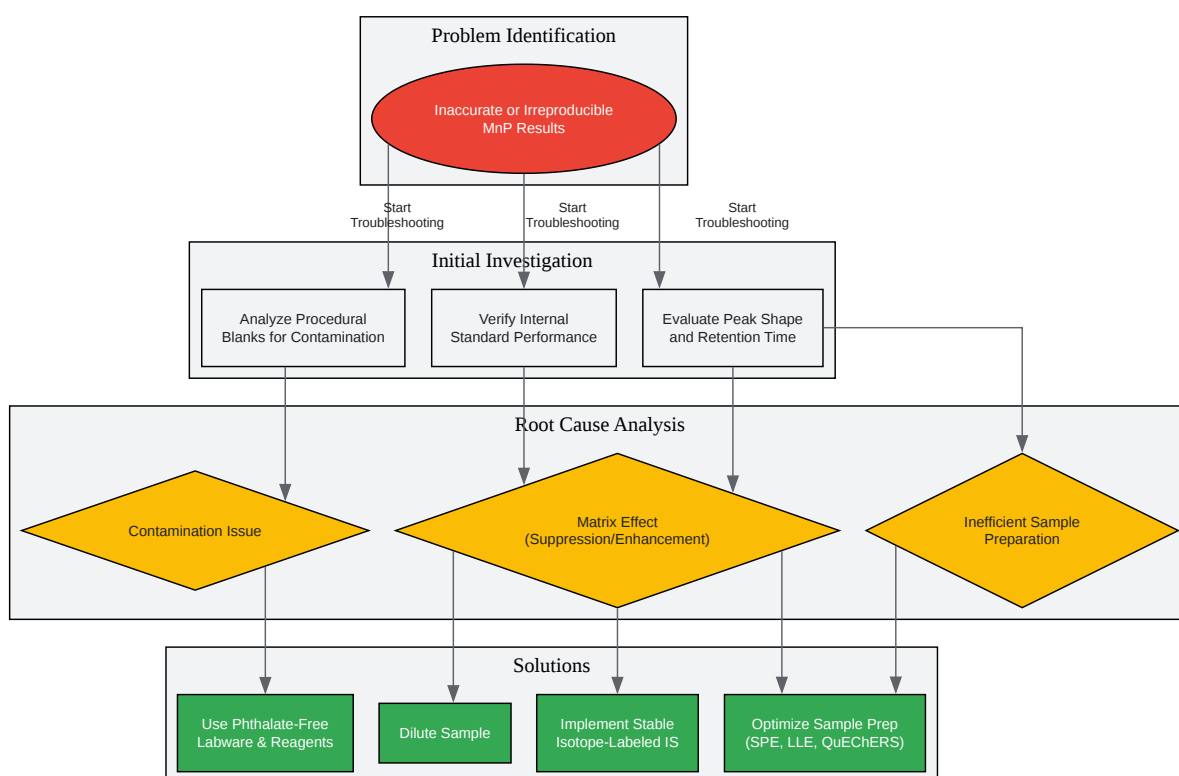 Problem Identification
Inaccurate or Irreproducible
MnP Results
Start
Troubleshooting
Start
Troubleshooting
Start
Troubleshooting
Initial Investigation
Analyze Procedural
Blanks for Contamination
Verify Internal
Standard Performance
Evaluate Peak Shape
and Retention Time
Root Cause Analysis
Contamination Issue
Matrix Effect
(Suppression/Enhancement)
Inefficient Sample
Preparation
Solutions
Use Phthalate-Free
Labware & Reagents
Dilute Sample
Implement Stable
Isotope-Labeled IS
Optimize Sample Prep
(SPE, LLE, QuEChERS)